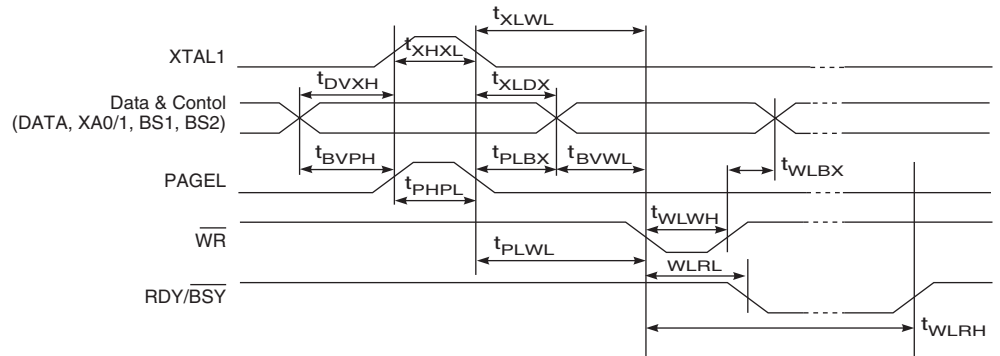 tXLWL
XTAL1
tXHXL
tDVXH
tXLDX
Data & Contol
(DATA, XA0/1, BS1, BS2)
tBVPH
tPLBX
tBVWL
tWLBX
PAGEL
tPHPL
tWLWH
WR
tPLWL
WLRL
RDY/BSY
tWLRH